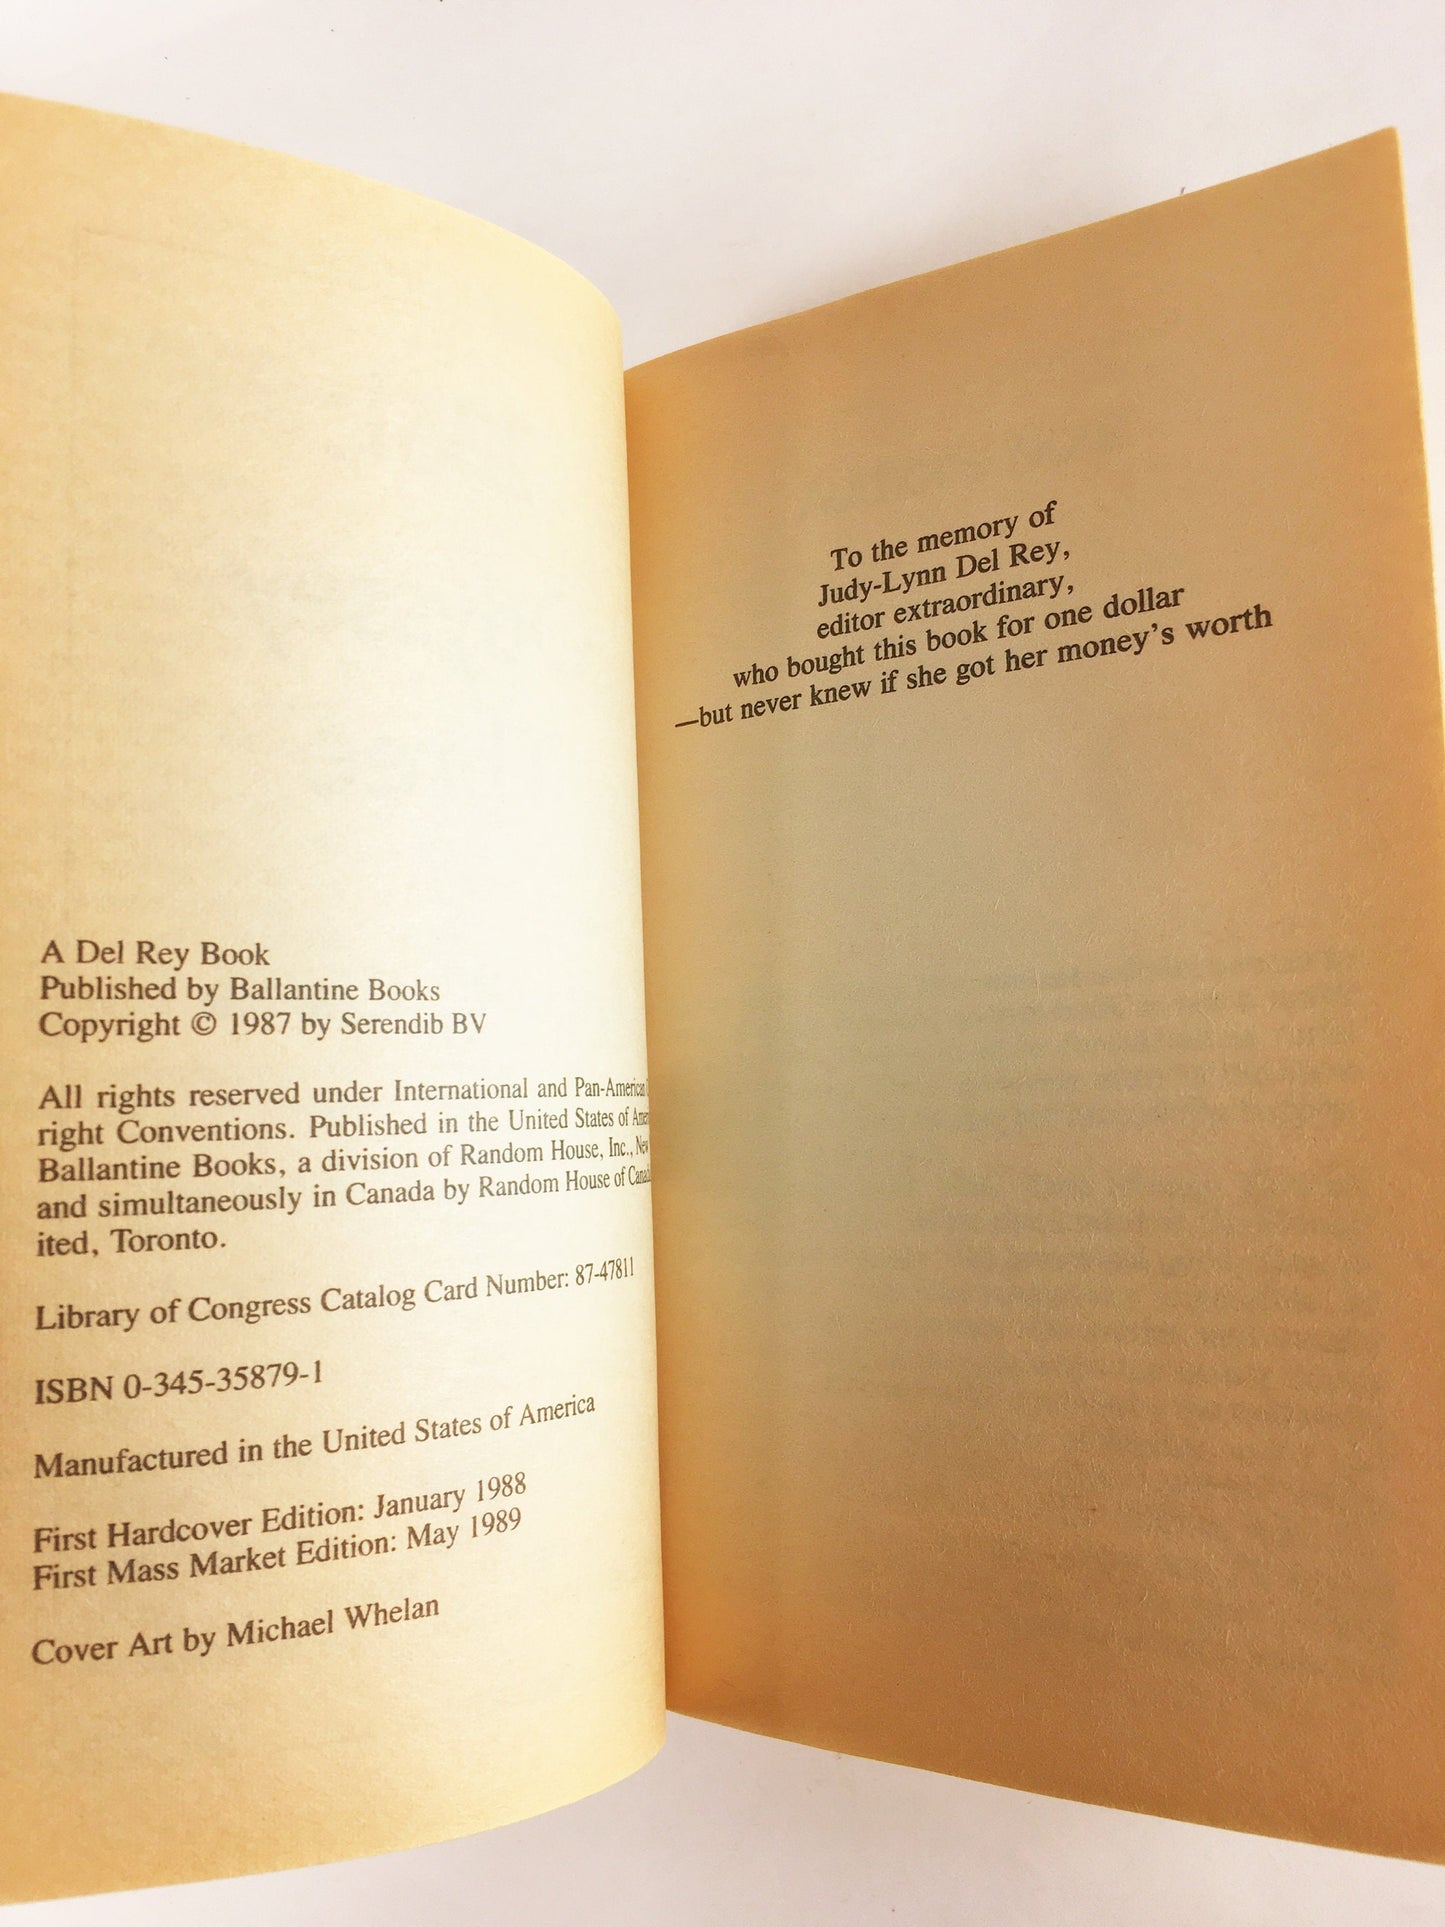 A Del Rey Book
Published by Ballantine Books
Copyright © 1987 by Serendib BV
All rights reserved under International and Pan-American
right Conventions. Published in the United States of
Ballantine Books, a division of Random House, Inc., New
and simultaneously in Canada by Random House of
ited, Toronto.
Library of Congress Catalog Card Number: 87-47811
ISBN 0-345-35879-1
Manufactured in the United States of America
First Hardcover Edition: January 1988
First Mass Market Edition: May 1989
Cover Art by Michael Whelan
To the memory of
Judy-Lynn Del Rey,
editor extraordinary,
who bought this book for one dollar
—but never knew if she got her money's worth